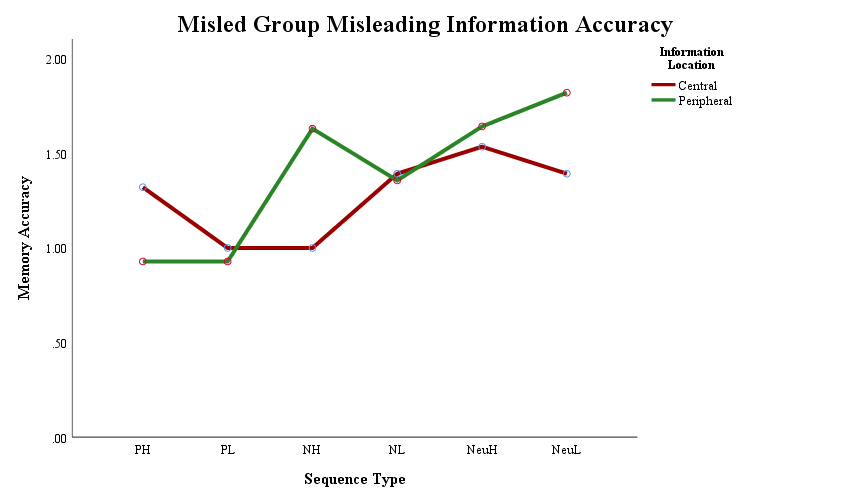 Misled Group Misleading Information Accuracy
Information
Location
Central
Peripheral
Memory Accuracy
2.00
1.50
1.00
.50
.00
PH PL NH NL NeuH NeuL
Sequence Type